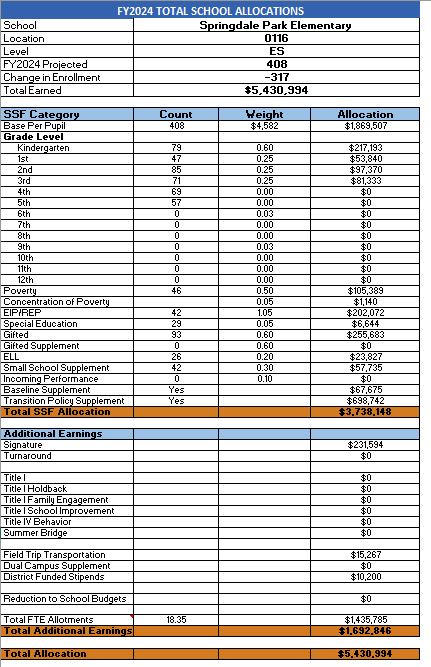 FY2024 TOTAL SCHOOL ALLOCATIONS
School Springdale Park Elementary
Location 0116
Level ES
FY2024 Projected 408
Change in Enrollment -317
Total Earned $5,430,994
SSF Category Count Weight Allocation
Base Per Pupil 408 $4,582 $1,869,507
Grade Level
Kindergarten 79 0.60 $217,193
1st 47 0.25 $53,840
2nd 85 0.25 $97,370
3rd 71 0.25 $81,333
4th 69 0.00 $0
5th 57 0.00 $0
6th 0 0.03 $0
7th 0 0.00 $0
8th 0 0.00 $0
9th 0 0.03 $0
10th 0 0.00 $0
11th 0 0.00 $0
12th 0 0.00 $0
Poverty 46 0.50 $105,389
Concentration of Poverty 0.05 $1,140
EIP/REP 42 1.05 $202,072
Special Education 29 0.05 $6,644
Gifted 93 0.60 $255,683
Gifted Supplement 0 0.60 $0
ELL 26 0.20 $23,827
Small School Supplement 42 0.30 $57,735
Incoming Performance 0 0.10 $0
Baseline Supplement Yes $67,675
Transition Policy Supplement Yes $698,742
Total SSF Allocation $3,738,148
Additional Earnings
Signature $231,594
Turnaround $0
Title I $0
Title I Holdback $0
Title I Family Engagement $0
Title I School Improvement $0
Title IV Behavior $0
Summer Bridge $0
Field Trip Transportation $15,267
Dual Campus Supplement $0
District Funded Stipends $10,200
Reduction to School Budgets $0
Total FTE Allotments 18.35 $1,435,785
Total Additional Earnings $1,692,846
Total Allocation $5,430,994